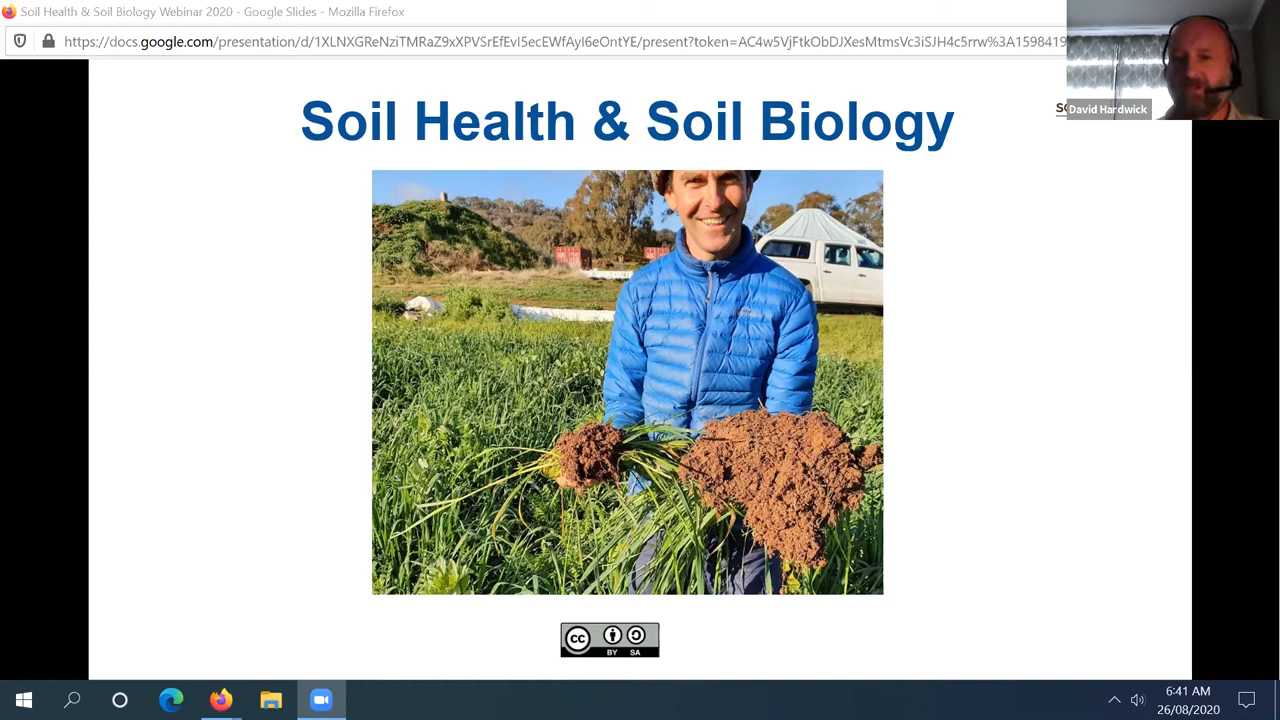 Soil Health & Soil Biology Webinar 2020 - Google Slides - Mozilla Firefox
https://docs.google.com/presentation/d/1XLNXGReNziTMRaZ9xXPVSrEfEvI5ecEWfAyI6eOntYE/present?token=AC4w5VjFtkObDJXesMtmsVc3iSJH4c5rrw%3A1598419
David Hardwick
Soil Health & Soil Biology
cc
BY SA
6:41 AM
26/08/2020